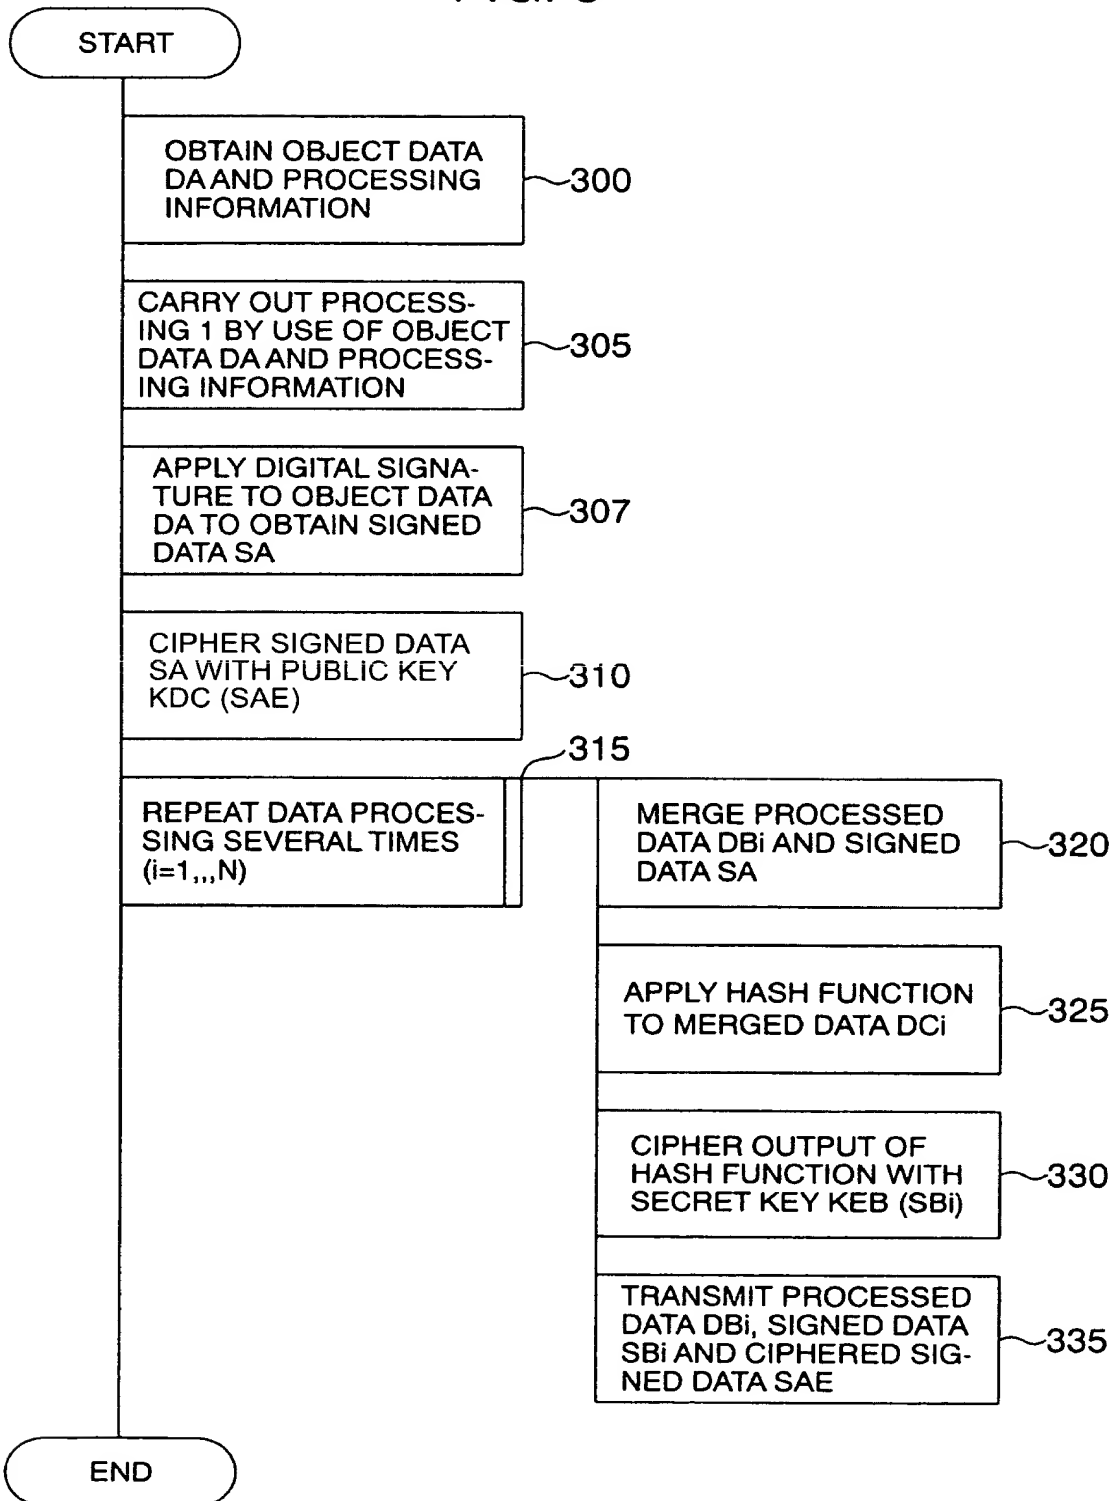 START
OBTAIN OBJECT DATA
DA AND PROCESSING
INFORMATION
300
CARRY OUT PROCESS-
ING 1 BY USE OF OBJECT
DATA DA AND PROCESS-
ING INFORMATION
305
APPLY DIGITAL SIGNA-
TURE TO OBJECT DATA
DA TO OBTAIN SIGNED
DATA SA
307
CIPHER SIGNED DATA
SA WITH PUBLIC KEY
KDC (SAE)
310
315
REPEAT DATA PROCES-
SING SEVERAL TIMES
(i=1,,,N)
MERGE PROCESSED
DATA DBi AND SIGNED
DATA SA
320
APPLY HASH FUNCTION
TO MERGED DATA DCi
325
CIPHER OUTPUT OF
HASH FUNCTION WITH
SECRET KEY KEB (SBi)
330
TRANSMIT PROCESSED
DATA DBi, SIGNED DATA
SBi AND CIPHERED SIG-
NED DATA SAE
335
END